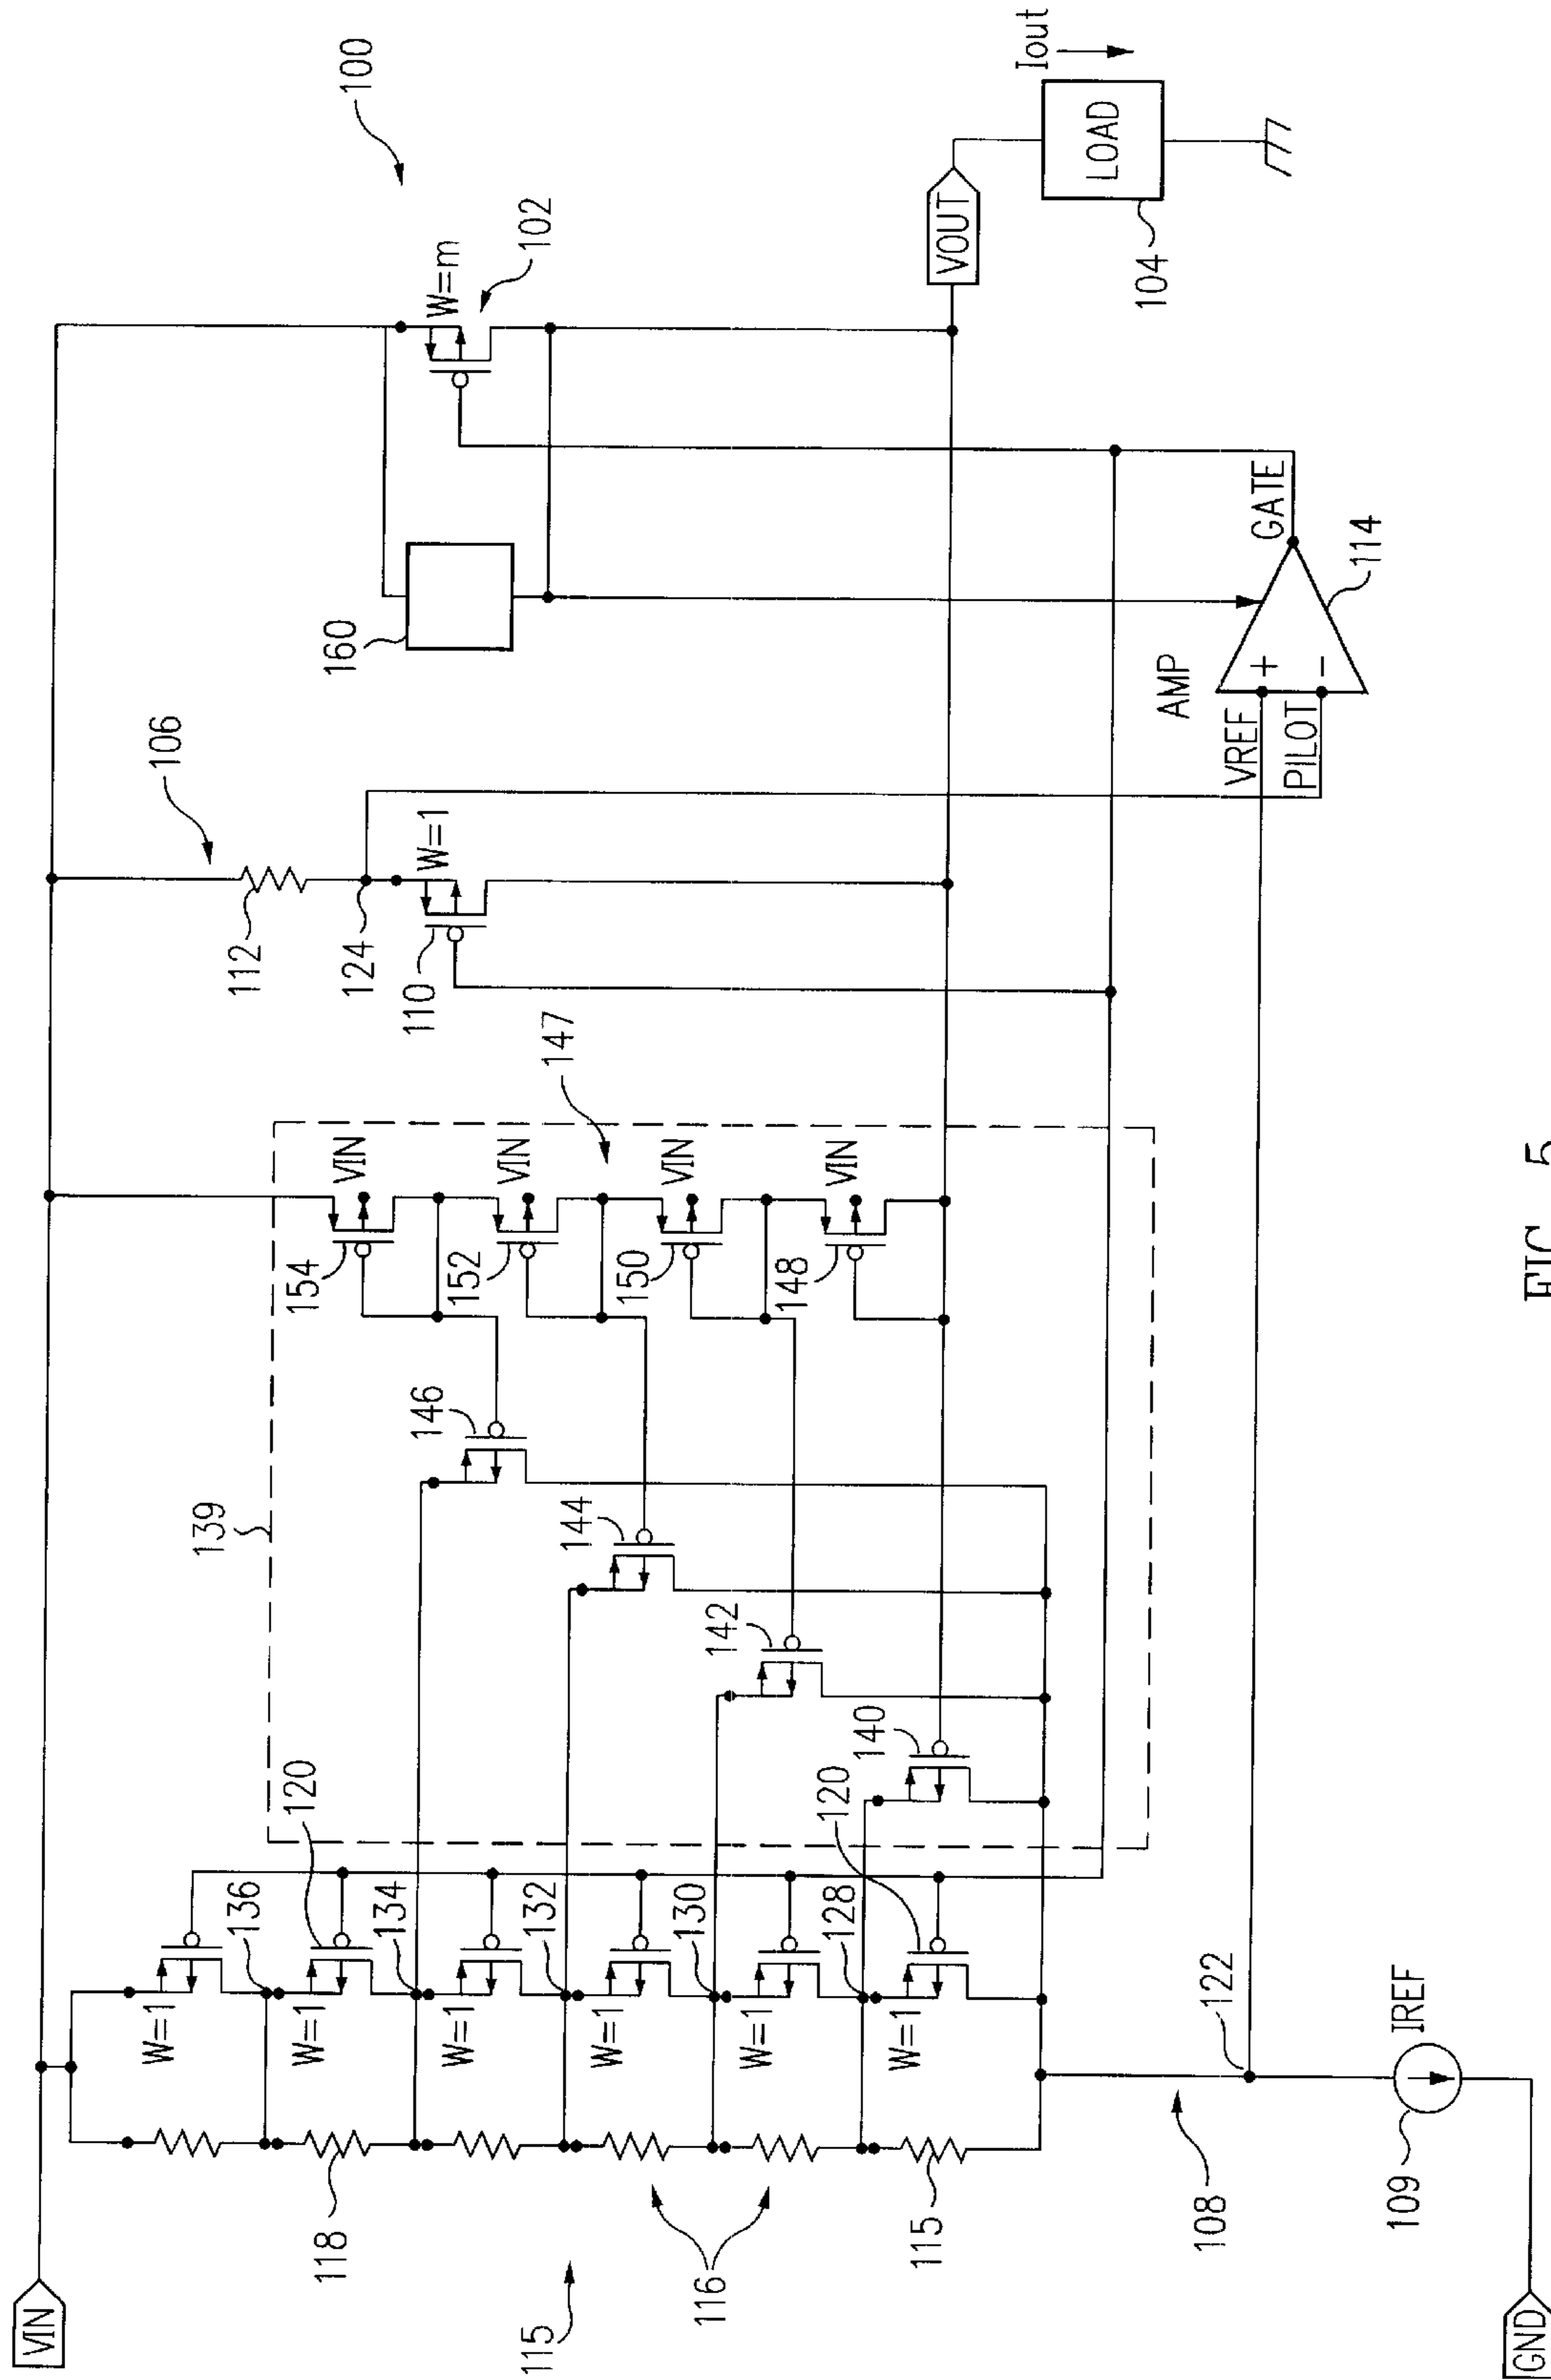 VIN
GND
115
118
116
115
108
109
IREF
122
W=1
W=1
W=1
W=1
W=1
W=1
136
120
134
132
130
128
120
139
140
142
144
146
154
VIN
152
VIN
150
VIN
148
VIN
147
106
112
124
110
W=1
160
AMP
VREF
PILOT
+
-
GATE
114
W=m
102
100
VOUT
LOAD
104
Iout
FIG. 5